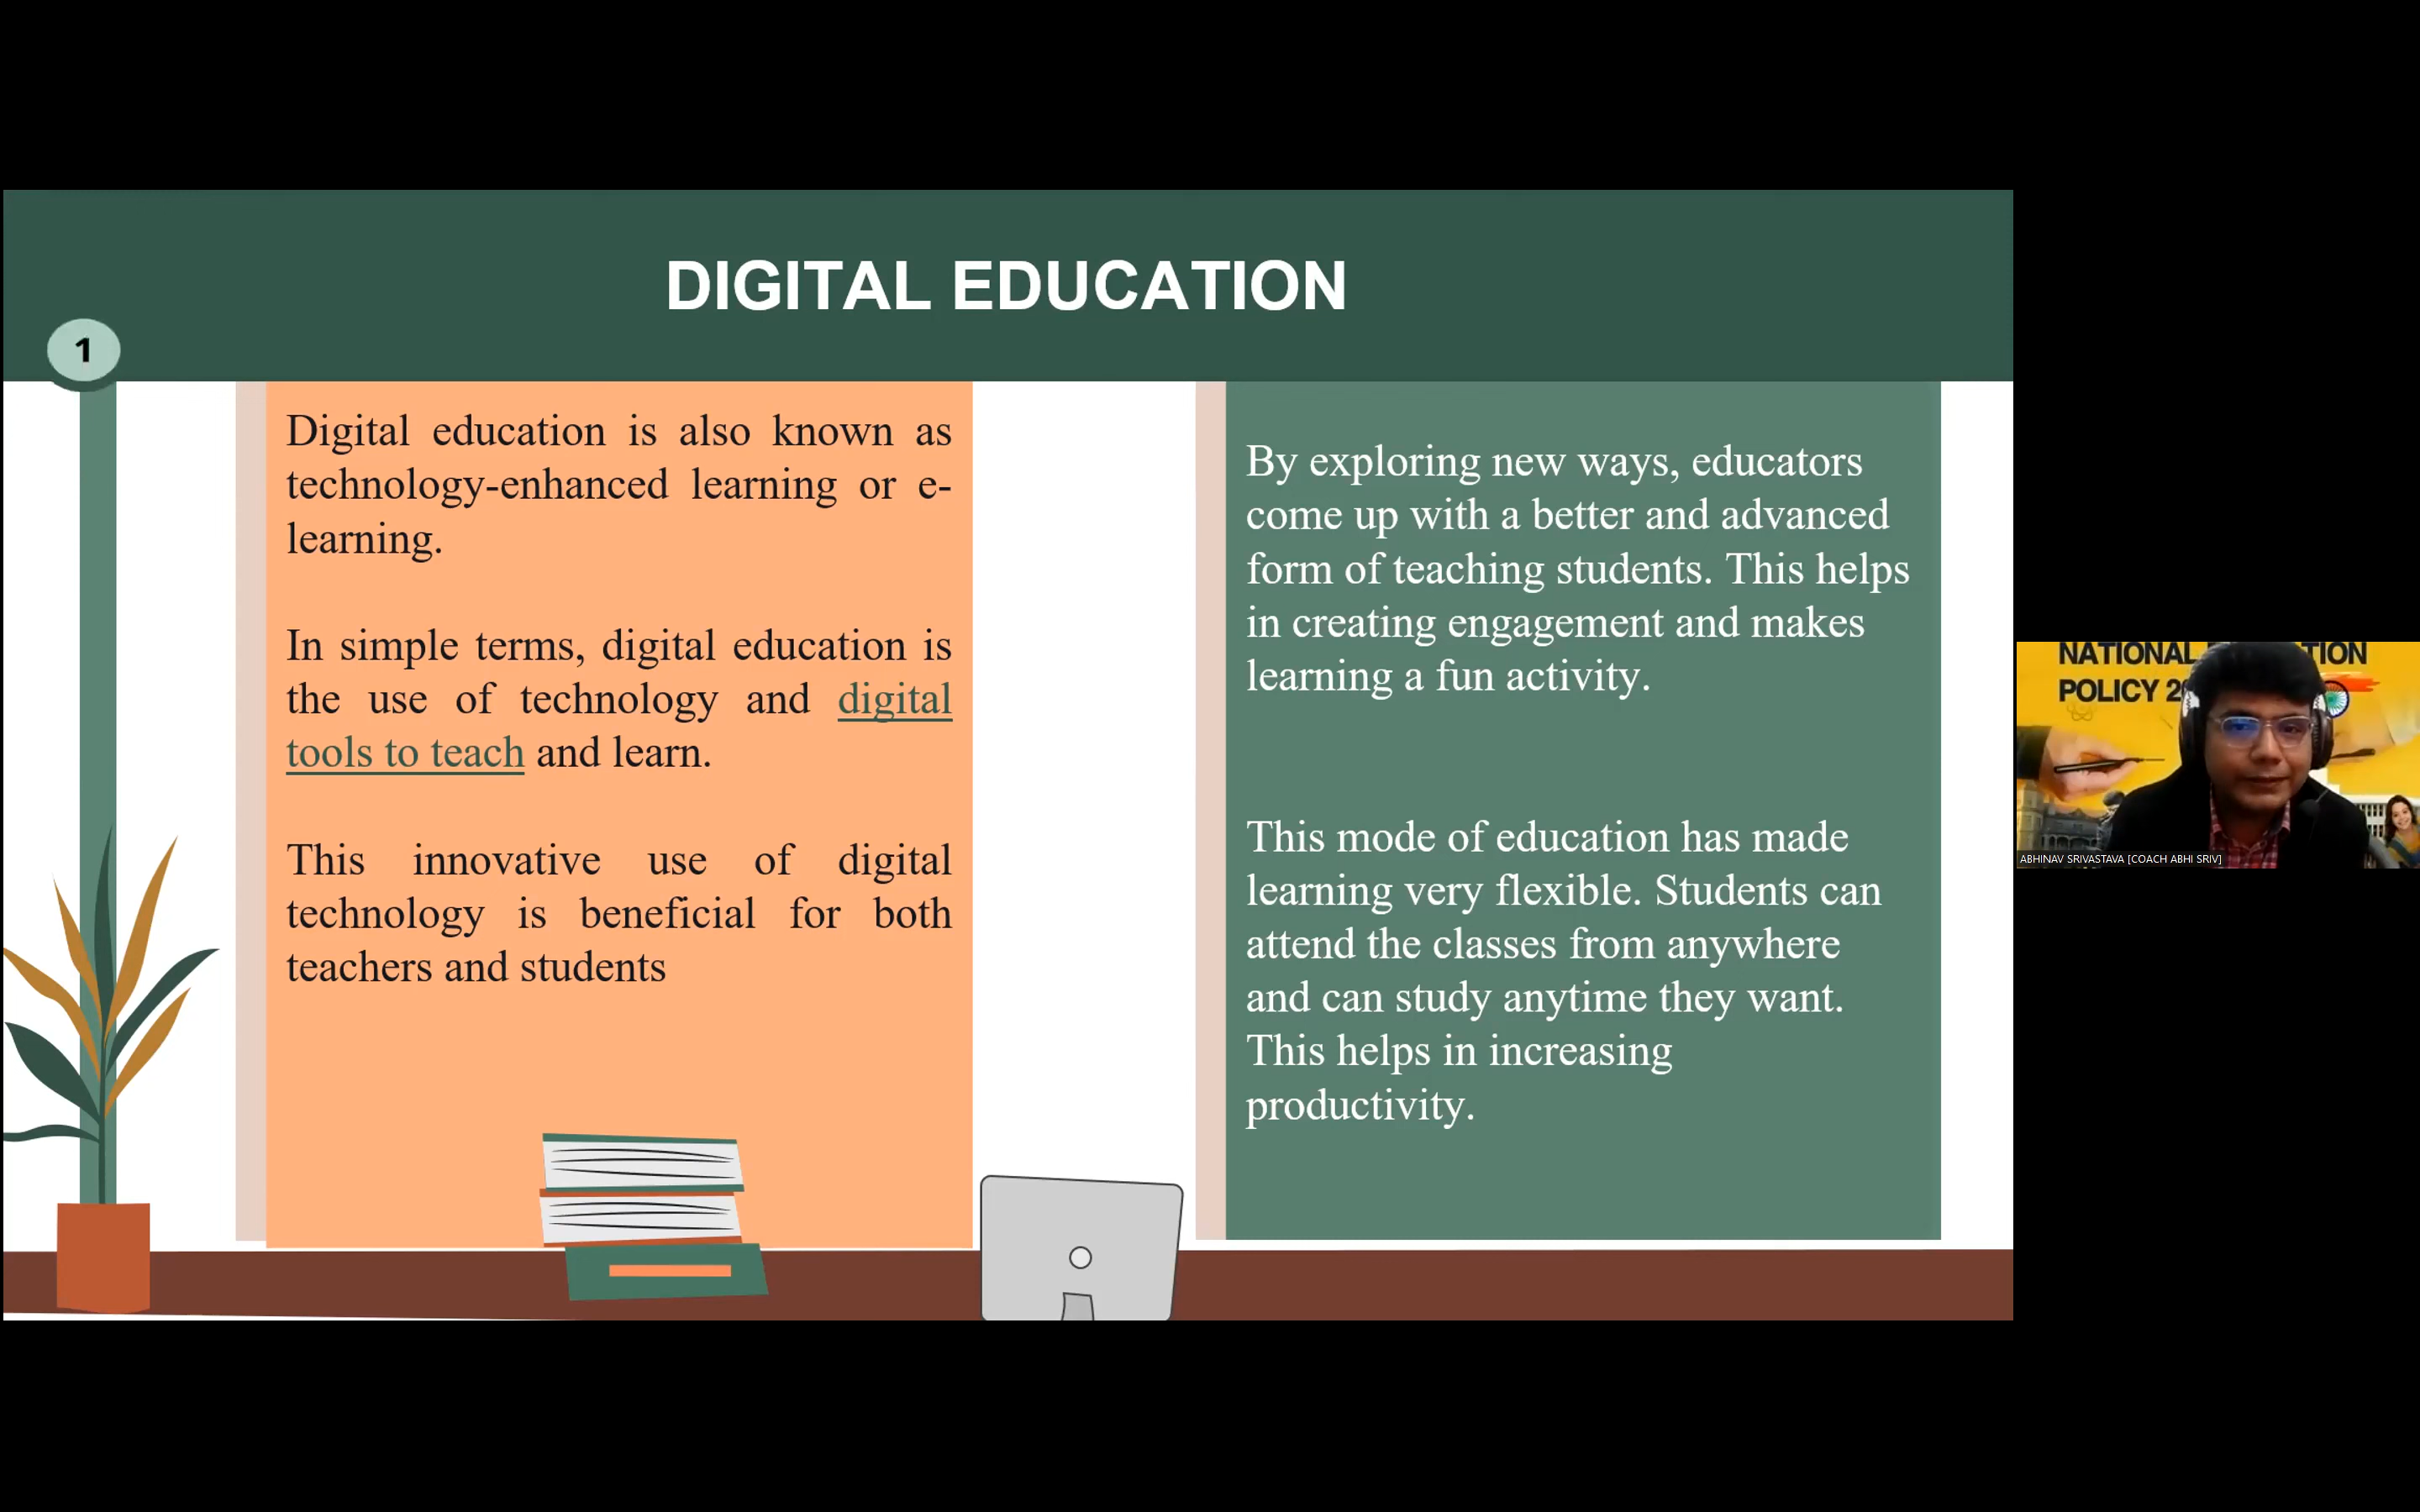 DIGITAL EDUCATION
1
Digital education is also known as
technology-enhanced learning or e-
learning.
In simple terms, digital education is
the use of technology and digital
tools to teach and learn.
This innovative use of digital
technology is beneficial for both
teachers and students
By exploring new ways, educators
come up with a better and advanced
form of teaching students. This helps
in creating engagement and makes
learning a fun activity.
This mode of education has made
learning very flexible. Students can
attend the classes from anywhere
and can study anytime they want.
This helps in increasing
productivity.
NATIONAL
POLICY
ABHINAV SRIVASTAVA [COACH ABHI SRIV]